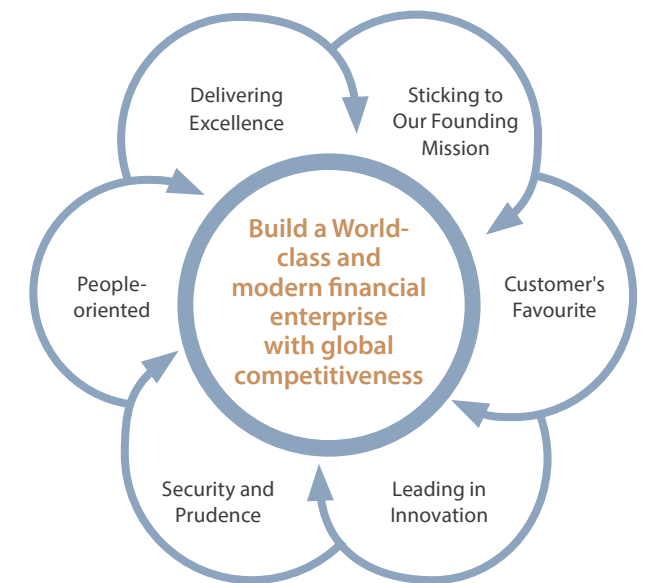 Delivering
Excellence
Sticking to
Our Founding
Mission
Build a World-
class and
modern financial
enterprise
with global
competitiveness
People-
oriented
Customer's
Favourite
Security and
Prudence
Leading in
Innovation